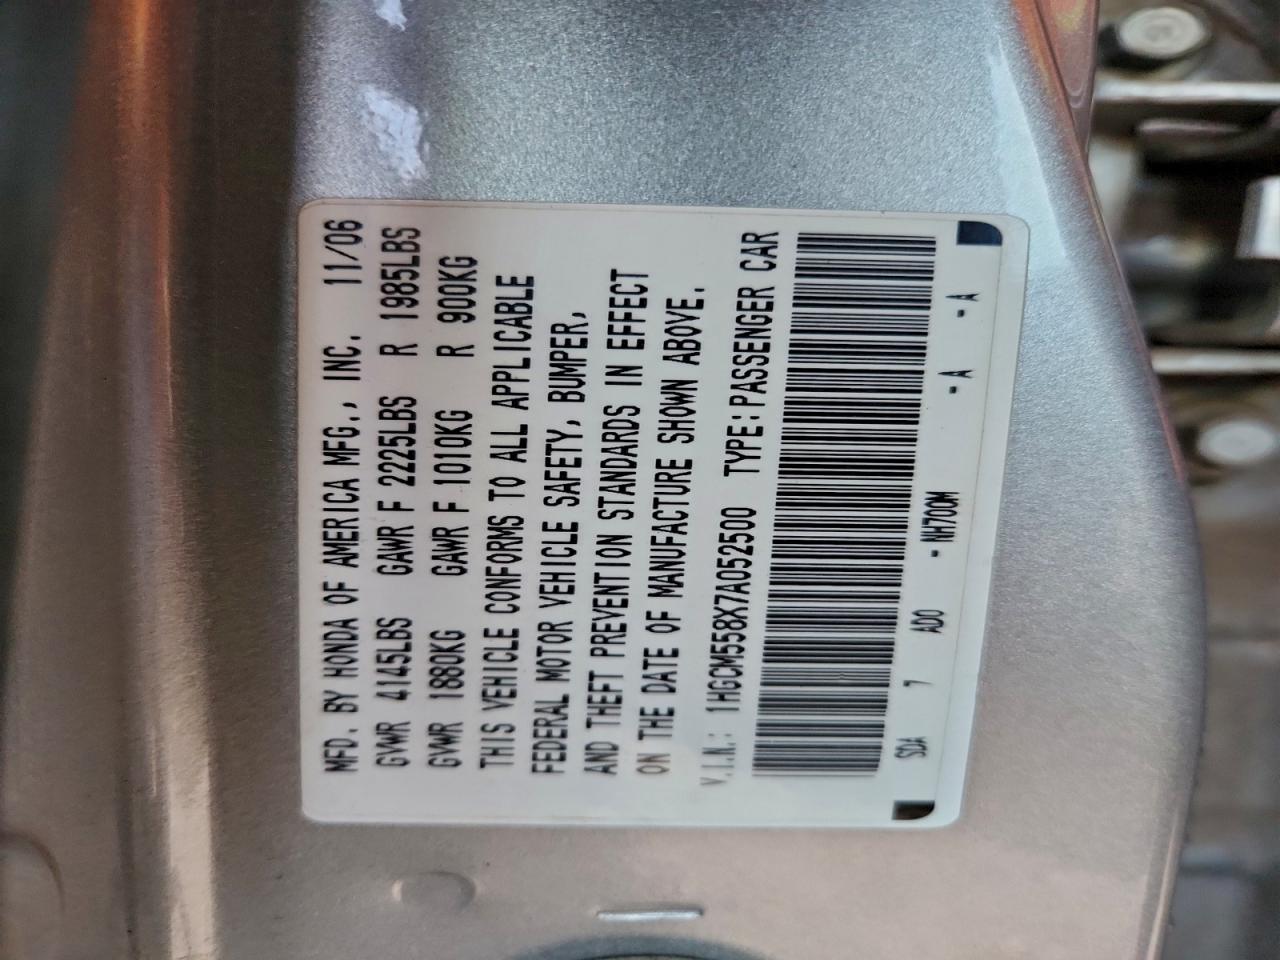 MFD. BY HONDA OF AMERICA MFG., INC. 11/06
GVWR 4145LBS GAWR F 2225LBS R 1985LBS
GVWR 1880KG GAWR F 1010KG R 900KG
THIS VEHICLE CONFORMS TO ALL APPLICABLE
FEDERAL MOTOR VEHICLE SAFETY, BUMPER,
AND THEFT PREVENTION STANDARDS IN EFFECT
ON THE DATE OF MANUFACTURE SHOWN ABOVE.
V.I.N.: 1HGCM558X7A052500 TYPE:PASSENGER CAR
SDA 7 AD0 - NH700M - A - A